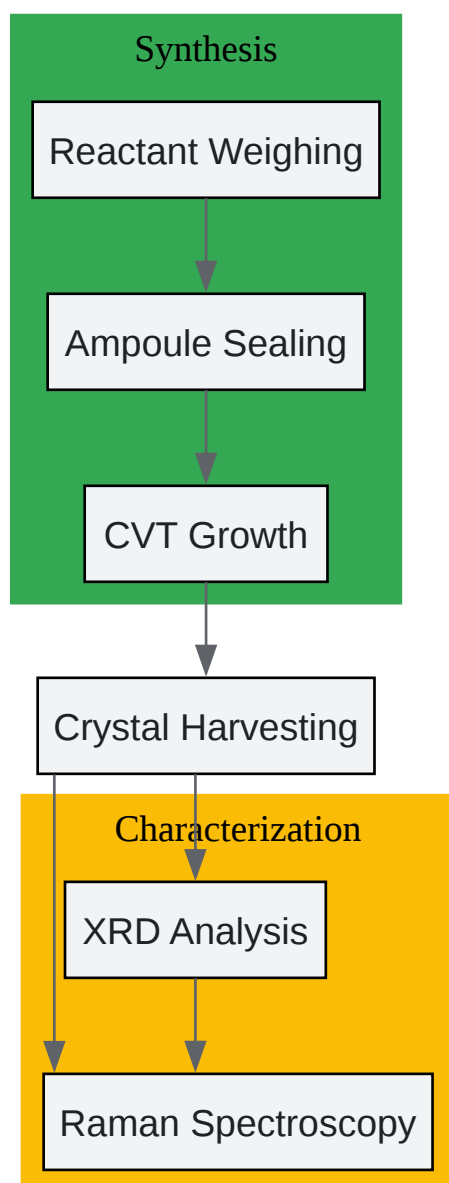 Synthesis
Reactant Weighing
Ampoule Sealing
CVT Growth
Crystal Harvesting
Characterization
XRD Analysis
Raman Spectroscopy